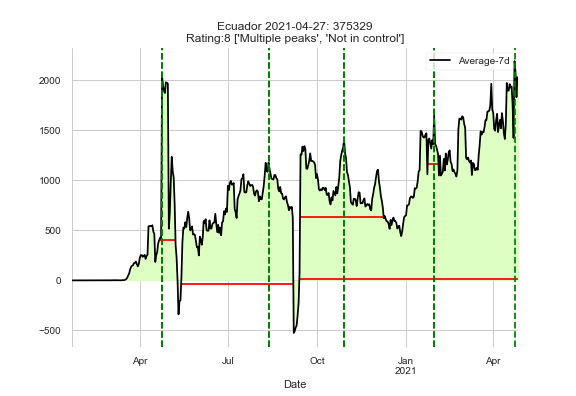 Ecuador 2021-04-27: 375329
Rating:8 ['Multiple peaks', 'Not in control']
Average-7d
2000
1500
1000
500
0
−500
Apr
Jul
Oct
Jan
2021
Apr
Date